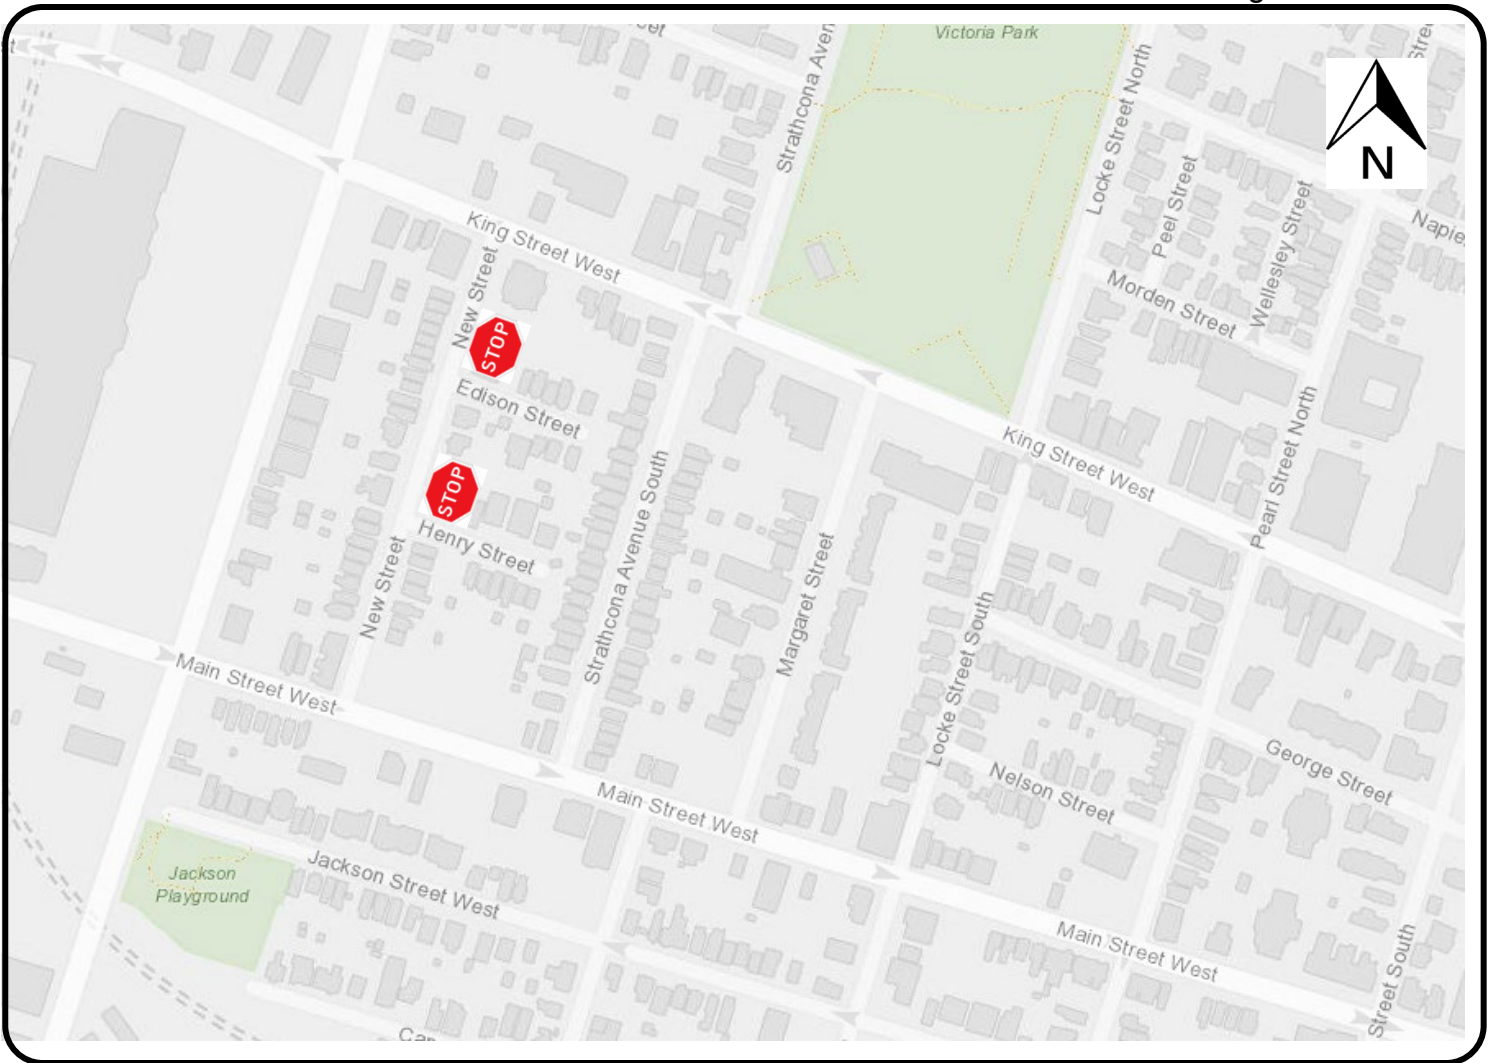 Victoria Park
Strathcona Aven
Locke Street North
N
Peel Street
Wellesley Street
Napie
King Street West
New Street
Morden Street
STOP
Edison Street
Pearl Street North
King Street West
STOP
Henry Street
Strathcona Avenue South
New Street
Margaret Street
Locke Street South
Main Street West
George Street
Nelson Street
Main Street West
Jackson Street West
Jackson
Playground
Main Street West
Street South